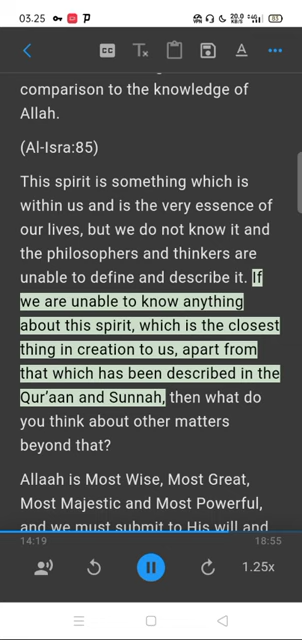 03.25
20.0 KB/s
83
CC
comparison to the knowledge of
Allah.
(Al-Isra:85)
This spirit is something which is
within us and is the very essence of
our lives, but we do not know it and
the philosophers and thinkers are
unable to define and describe it. If
we are unable to know anything
about this spirit, which is the closest
thing in creation to us, apart from
that which has been described in the
Qur’aan and Sunnah, then what do
you think about other matters
beyond that?
Allaah is Most Wise, Most Great,
Most Majestic and Most Powerful,
and we must submit to His will and
14:19
18:55
1.25x